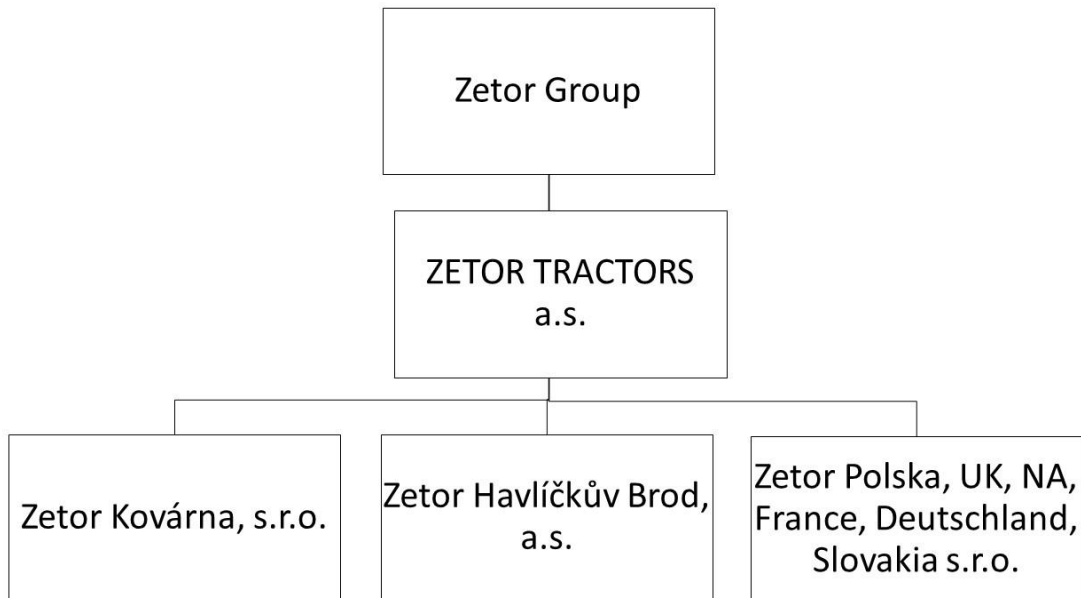 Zetor Group
ZETOR TRACTORS
a.s.
Zetor Kovárna, s.r.o.
Zetor Havlíčkův Brod,
a.s.
Zetor Polska, UK, NA,
France, Deutschland,
Slovakia s.r.o.